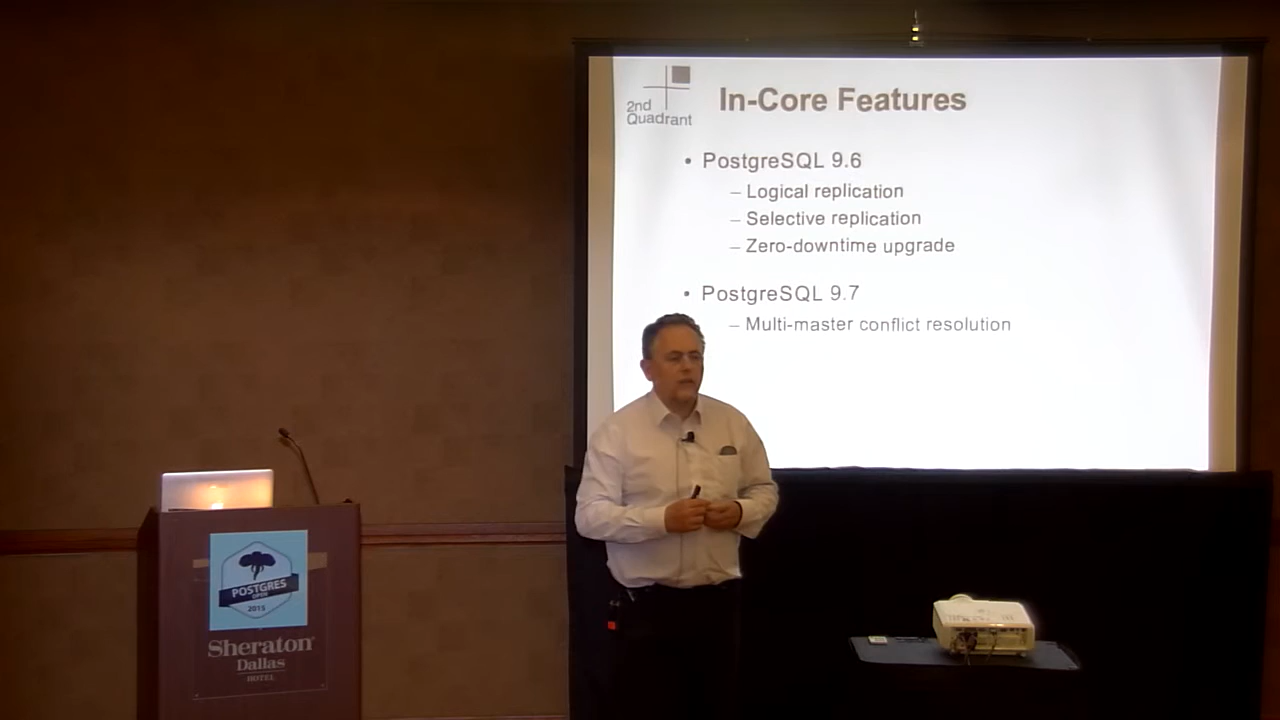 2nd
Quadrant
In-Core Features
• PostgreSQL 9.6
– Logical replication
– Selective replication
– Zero-downtime upgrade
• PostgreSQL 9.7
– Multi-master conflict resolution
POSTGRES
OPEN
2015
Sheraton
Dallas
HOTEL